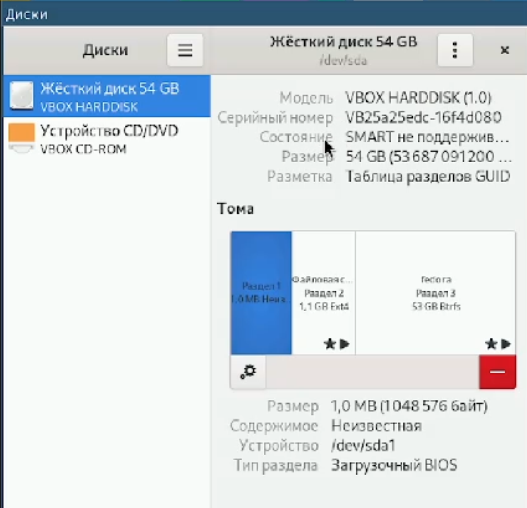 Диски
Диски
Жёсткий диск 54 GB
/dev/sda
Жёсткий диск 54 GB
VBOX HARDDISK
Устройство CD/DVD
VBOX CD-ROM
Модель VBOX HARDDISK (1.0)
Серийный номер VB25a25edc-16f4d080
Состояние SMART не поддержив...
Размер 54 GB (53 687 091 200 ...
Разметка Таблица разделов GUID
Тома
Раздел 1
1,0 MB Неиз...
Файловая с...
Раздел 2
1,1 GB Ext4
fedora
Раздел 3
53 GB Btrfs
Размер 1,0 MB (1 048 576 байт)
Содержимое Неизвестная
Устройство /dev/sda1
Тип раздела Загрузочный BIOS